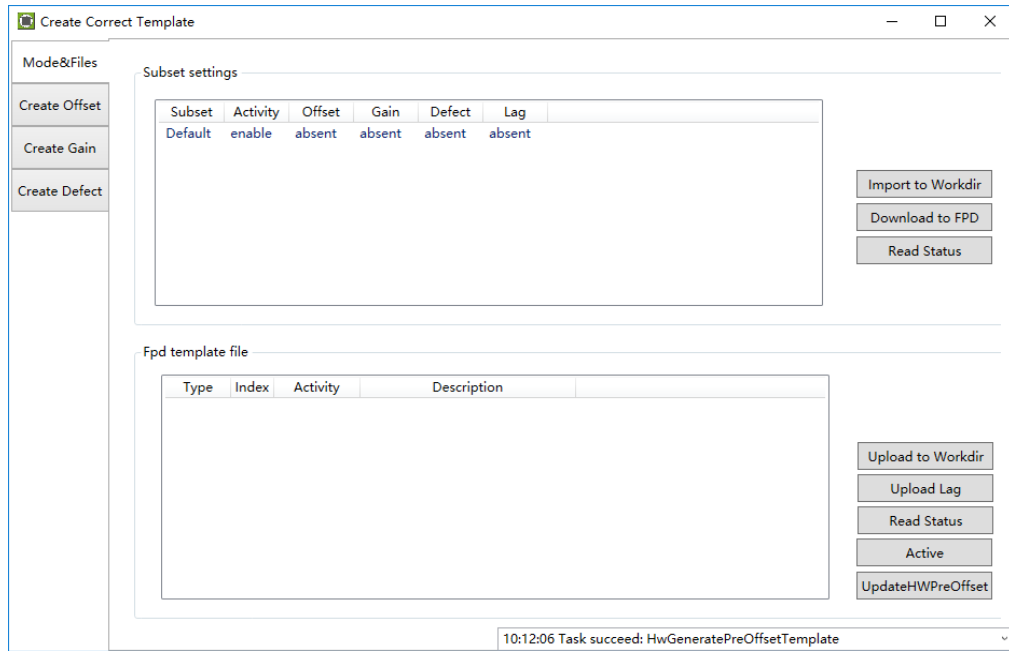 Create Correct Template
Mode&Files
Create Offset
Create Gain
Create Defect
Subset settings
Subset Activity Offset Gain Defect Lag
Default enable absent absent absent absent
Import to Workdir
Download to FPD
Read Status
Fpd template file
Type Index Activity Description
Upload to Workdir
Upload Lag
Read Status
Active
UpdateHWPreOffset
10:12:06 Task succeed: HwGeneratePreOffsetTemplate